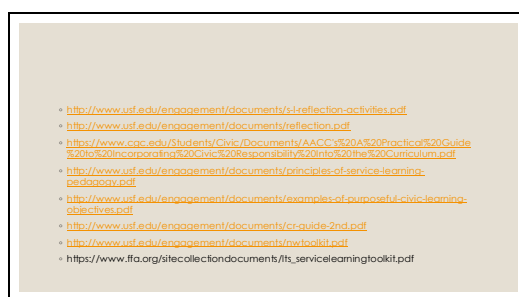 http://www.usf.edu/engagement/documents/s-l-reflection-activities.pdf
http://www.usf.edu/engagement/documents/reflection.pdf
https://www.cgc.edu/Students/Civic/Documents/AACC's%20A%20Practical%20Guide
%20to%20Incorporating%20Civic%20Responsibility%20Into%20the%20Curriculum.pdf
http://www.usf.edu/engagement/documents/principles-of-service-learning-
pedagogy.pdf
http://www.usf.edu/engagement/documents/examples-of-purposeful-civic-learning-
objectives.pdf
http://www.usf.edu/engagement/documents/cr-guide-2nd.pdf
http://www.usf.edu/engagement/documents/nwtoolkit.pdf
https://www.ffa.org/sitecollectiondocuments/lts_servicelearningtoolkit.pdf